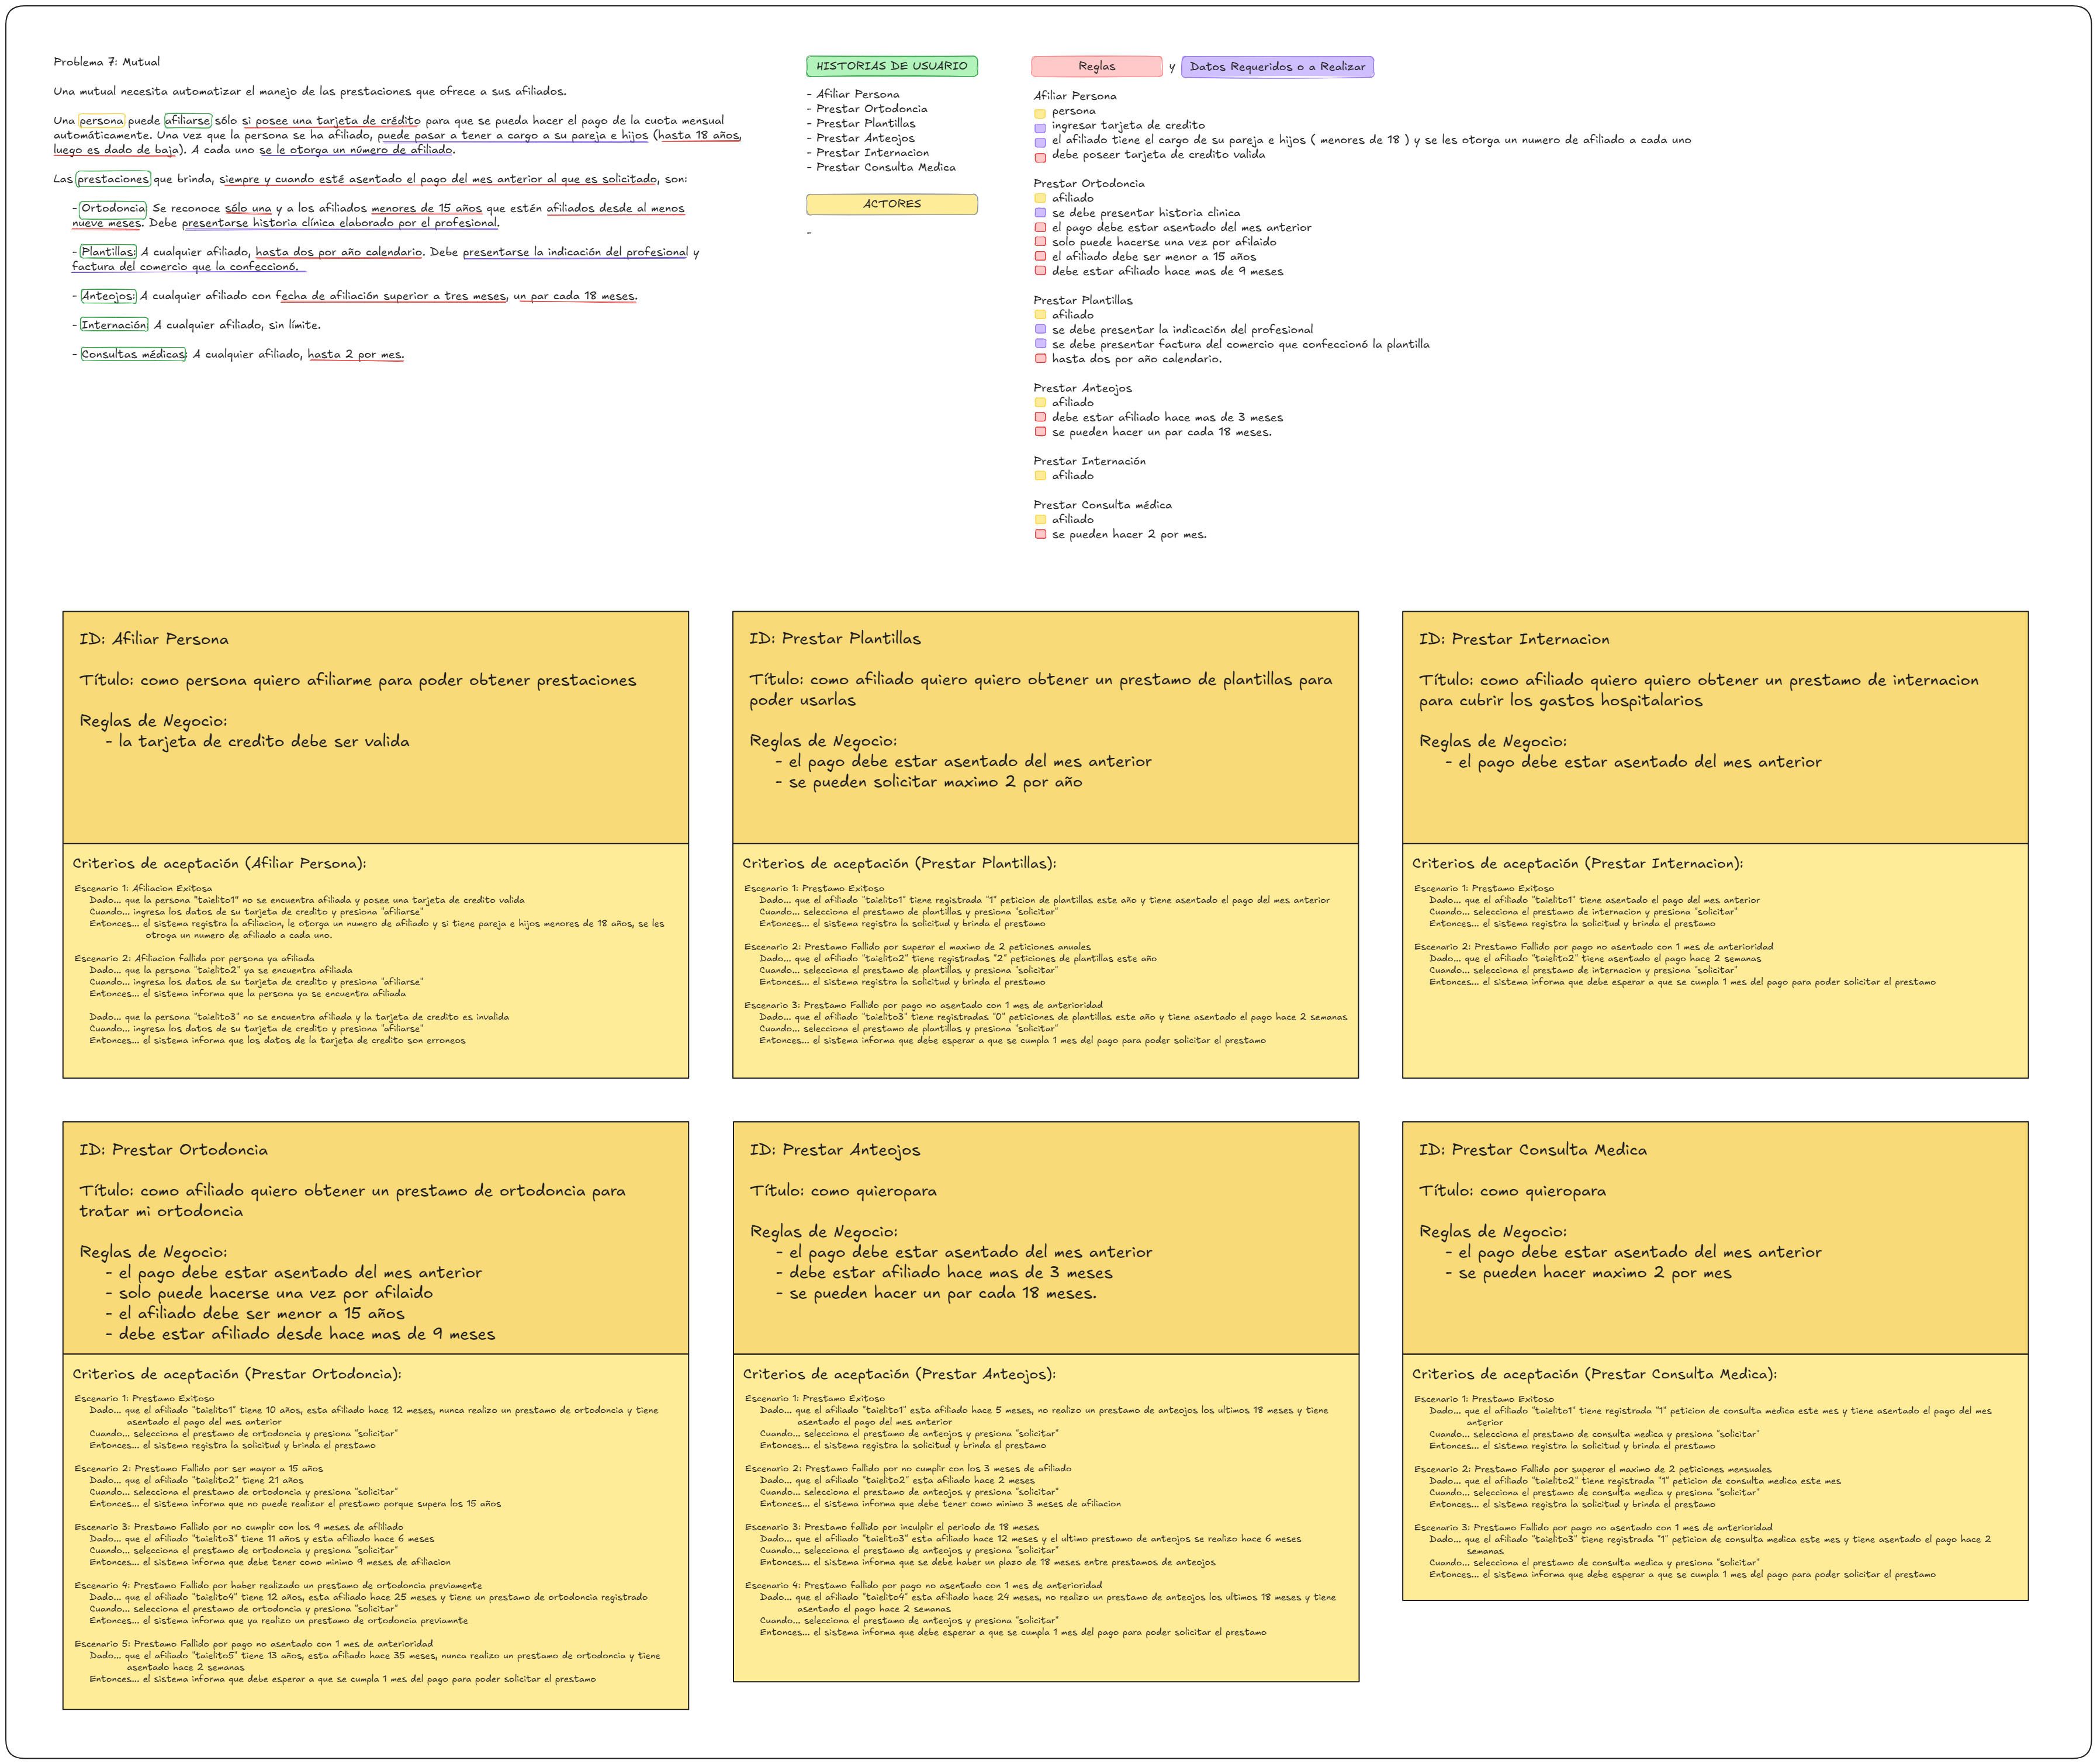 Problema 7: Mutual
Una mutual necesita automatizar el manejo de las prestaciones que ofrece a sus afiliados.
Una persona puede afiliarse sólo si posee una tarjeta de crédito para que se pueda hacer el pago de la cuota mensual
automáticamente. Una vez que la persona se ha afiliado, puede pasar a tener a cargo a su pareja e hijos (hasta 18 años,
luego es dado de baja). A cada uno se le otorga un número de afiliado.
Las prestaciones que brinda, siempre y cuando esté asentado el pago del mes anterior al que es solicitado, son:
- Ortodoncia: Se reconoce sólo una y a los afiliados menores de 15 años que estén afiliados desde al menos
nueve meses. Debe presentarse historia clínica elaborado por el profesional.
- Plantillas: A cualquier afiliado, hasta dos por año calendario. Debe presentarse la indicación del profesional y
factura del comercio que la confeccionó.
- Anteojos: A cualquier afiliado con fecha de afiliación superior a tres meses, un par cada 18 meses.
- Internación: A cualquier afiliado, sin límite.
- Consultas médicas: A cualquier afiliado, hasta 2 por mes.
HISTORIAS DE USUARIO
- Afiliar Persona
- Prestar Ortodoncia
- Prestar Plantillas
- Prestar Anteojos
- Prestar Internacion
- Prestar Consulta Medica
ACTORES
-
Reglas y Datos Requeridos o a Realizar
Afiliar Persona
persona
ingresar tarjeta de credito
el afiliado tiene el cargo de su pareja e hijos ( menores de 18 ) y se les otorga un numero de afiliado a cada uno
debe poseer tarjeta de credito valida
Prestar Ortodoncia
afiliado
se debe presentar historia clinica
el pago debe estar asentado del mes anterior
solo puede hacerse una vez por afilaido
el afiliado debe ser menor a 15 años
debe estar afiliado hace mas de 9 meses
Prestar Plantillas
afiliado
se debe presentar la indicación del profesional
se debe presentar factura del comercio que confeccionó la plantilla
hasta dos por año calendario.
Prestar Anteojos
afiliado
debe estar afiliado hace mas de 3 meses
se pueden hacer un par cada 18 meses.
Prestar Internación
afiliado
Prestar Consulta médica
afiliado
se pueden hacer 2 por mes.
ID: Afiliar Persona
Título: como persona quiero afiliarme para poder obtener prestaciones
Reglas de Negocio:
- la tarjeta de credito debe ser valida
Criterios de aceptación (Afiliar Persona):
Escenario 1: Afiliacion Exitosa
Dado... que la persona "taielito1" no se encuentra afiliada y posee una tarjeta de credito valida
Cuando... ingresa los datos de su tarjeta de credito y presiona "afiliarse"
Entonces... el sistema registra la afiliacion, le otorga un numero de afiliado y si tiene pareja e hijos menores de 18 años, se les
otroga un numero de afiliado a cada uno.
Escenario 2: Afiliacion fallida por persona ya afiliada
Dado... que la persona "taielito2" ya se encuentra afiliada
Cuando... ingresa los datos de su tarjeta de credito y presiona "afiliarse"
Entonces... el sistema informa que la persona ya se encuentra afiliada
Dado... que la persona "taielito3" no se encuentra afiliada y la tarjeta de credito es invalida
Cuando... ingresa los datos de su tarjeta de credito y presiona "afiliarse"
Entonces... el sistema informa que los datos de la tarjeta de credito son erroneos
ID: Prestar Plantillas
Título: como afiliado quiero quiero obtener un prestamo de plantillas para
poder usarlas
Reglas de Negocio:
- el pago debe estar asentado del mes anterior
- se pueden solicitar maximo 2 por año
Criterios de aceptación (Prestar Plantillas):
Escenario 1: Prestamo Exitoso
Dado... que el afiliado "taielito1" tiene registrada "1" peticion de plantillas este año y tiene asentado el pago del mes anterior
Cuando... selecciona el prestamo de plantillas y presiona "solicitar"
Entonces... el sistema registra la solicitud y brinda el prestamo
Escenario 2: Prestamo Fallido por superar el maximo de 2 peticiones anuales
Dado... que el afiliado "taielito2" tiene registradas "2" peticiones de plantillas este año
Cuando... selecciona el prestamo de plantillas y presiona "solicitar"
Entonces... el sistema registra la solicitud y brinda el prestamo
Escenario 3: Prestamo Fallido por pago no asentado con 1 mes de anterioridad
Dado... que el afiliado "taielito3" tiene registradas "0" peticiones de plantillas este año y tiene asentado el pago hace 2 semanas
Cuando... selecciona el prestamo de plantillas y presiona "solicitar"
Entonces... el sistema informa que debe esperar a que se cumpla 1 mes del pago para poder solicitar el prestamo
ID: Prestar Internacion
Título: como afiliado quiero quiero obtener un prestamo de internacion
para cubrir los gastos hospitalarios
Reglas de Negocio:
- el pago debe estar asentado del mes anterior
Criterios de aceptación (Prestar Internacion):
Escenario 1: Prestamo Exitoso
Dado... que el afiliado "taielito1" tiene asentado el pago del mes anterior
Cuando... selecciona el prestamo de internacion y presiona "solicitar"
Entonces... el sistema registra la solicitud y brinda el prestamo
Escenario 2: Prestamo Fallido por pago no asentado con 1 mes de anterioridad
Dado... que el afiliado "taielito2" tiene asentado el pago hace 2 semanas
Cuando... selecciona el prestamo de internacion y presiona "solicitar"
Entonces... el sistema informa que debe esperar a que se cumpla 1 mes del pago para poder solicitar el prestamo
ID: Prestar Ortodoncia
Título: como afiliado quiero obtener un prestamo de ortodoncia para
tratar mi ortodoncia
Reglas de Negocio:
- el pago debe estar asentado del mes anterior
- solo puede hacerse una vez por afilaido
- el afiliado debe ser menor a 15 años
- debe estar afiliado desde hace mas de 9 meses
Criterios de aceptación (Prestar Ortodoncia):
Escenario 1: Prestamo Exitoso
Dado... que el afiliado "taielito1" tiene 10 años, esta afiliado hace 12 meses, nunca realizo un prestamo de ortodoncia y tiene
asentado el pago del mes anterior
Cuando... selecciona el prestamo de ortodoncia y presiona "solicitar"
Entonces... el sistema registra la solicitud y brinda el prestamo
Escenario 2: Prestamo Fallido por ser mayor a 15 años
Dado... que el afiliado "taielito2" tiene 21 años
Cuando... selecciona el prestamo de ortodoncia y presiona "solicitar"
Entonces... el sistema informa que no puede realizar el prestamo porque supera los 15 años
Escenario 3: Prestamo Fallido por no cumplir con los 9 meses de afliliado
Dado... que el afiliado "taielito3" tiene 11 años y esta afiliado hace 6 meses
Cuando... selecciona el prestamo de ortodoncia y presiona "solicitar"
Entonces... el sistema informa que debe tener como minimo 9 meses de afiliacion
Escenario 4: Prestamo Fallido por haber realizado un prestamo de ortodoncia previamente
Dado... que el afiliado "taielito4" tiene 12 años, esta afiliado hace 25 meses y tiene un prestamo de ortodoncia registrado
Cuando... selecciona el prestamo de ortodoncia y presiona "solicitar"
Entonces... el sistema informa que ya realizo un prestamo de ortodoncia previamnte
Escenario 5: Prestamo Fallido por pago no asentado con 1 mes de anterioridad
Dado... que el afiliado "taielito5" tiene 13 años, esta afiliado hace 35 meses, nunca realizo un prestamo de ortodoncia y tiene
asentado hace 2 semanas
Entonces... el sistema informa que debe esperar a que se cumpla 1 mes del pago para poder solicitar el prestamo
ID: Prestar Anteojos
Título: como quieropara
Reglas de Negocio:
- el pago debe estar asentado del mes anterior
- debe estar afiliado hace mas de 3 meses
- se pueden hacer un par cada 18 meses.
Criterios de aceptación (Prestar Anteojos):
Escenario 1: Prestamo Exitoso
Dado... que el afiliado "taielito1" esta afiliado hace 5 meses, no realizo un prestamo de anteojos los ultimos 18 meses y tiene
asentado el pago del mes anterior
Cuando... selecciona el prestamo de anteojos y presiona "solicitar"
Entonces... el sistema registra la solicitud y brinda el prestamo
Escenario 2: Prestamo fallido por no cumplir con los 3 meses de afiliado
Dado... que el afiliado "taielito2" esta afiliado hace 2 meses
Cuando... selecciona el prestamo de anteojos y presiona "solicitar"
Entonces... el sistema informa que debe tener como minimo 3 meses de afiliacion
Escenario 3: Prestamo fallido por inculplir el periodo de 18 meses
Dado... que el afiliado "taielito3" esta afiliado hace 12 meses y el ultimo prestamo de anteojos se realizo hace 6 meses
Cuando... selecciona el prestamo de anteojos y presiona "solicitar"
Entonces... el sistema informa que se debe haber un plazo de 18 meses entre prestamos de anteojos
Escenario 4: Prestamo fallido por pago no asentado con 1 mes de anterioridad
Dado... que el afiliado "taielito4" esta afiliado hace 24 meses, no realizo un prestamo de anteojos los ultimos 18 meses y tiene
asentado el pago hace 2 semanas
Cuando... selecciona el prestamo de anteojos y presiona "solicitar"
Entonces... el sistema informa que debe esperar a que se cumpla 1 mes del pago para poder solicitar el prestamo
ID: Prestar Consulta Medica
Título: como quieropara
Reglas de Negocio:
- el pago debe estar asentado del mes anterior
- se pueden hacer maximo 2 por mes
Criterios de aceptación (Prestar Consulta Medica):
Escenario 1: Prestamo Exitoso
Dado... que el afiliado "taielito1" tiene registrada "1" peticion de consulta medica este mes y tiene asentado el pago del mes
anterior
Cuando... selecciona el prestamo de consulta medica y presiona "solicitar"
Entonces... el sistema registra la solicitud y brinda el prestamo
Escenario 2: Prestamo Fallido por superar el maximo de 2 peticiones mensuales
Dado... que el afiliado "taielito2" tiene registrada "1" peticion de consulta medica este mes
Cuando... selecciona el prestamo de consulta medica y presiona "solicitar"
Entonces... el sistema registra la solicitud y brinda el prestamo
Escenario 3: Prestamo Fallido por pago no asentado con 1 mes de anterioridad
Dado... que el afiliado "taielito3" tiene registrada "1" peticion de consulta medica este mes y tiene asentado el pago hace 2
semanas
Cuando... selecciona el prestamo de consulta medica y presiona "solicitar"
Entonces... el sistema informa que debe esperar a que se cumpla 1 mes del pago para poder solicitar el prestamo